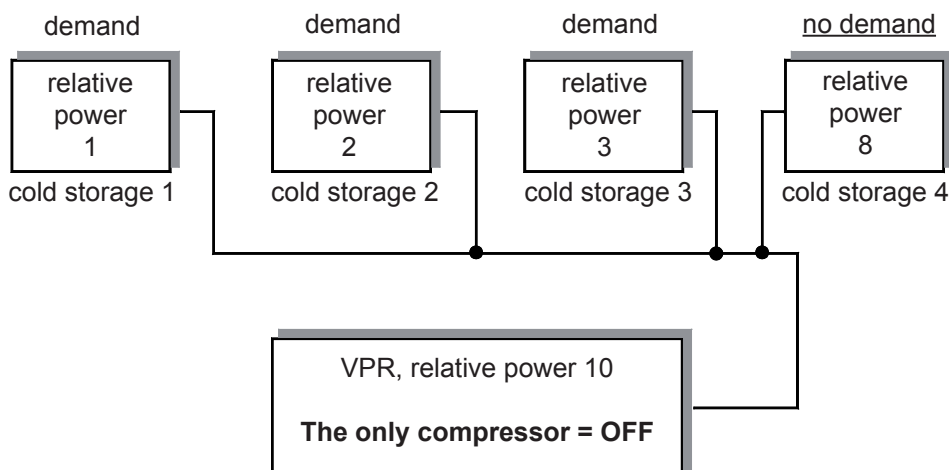 demand
demand
demand
no demand
relative
power
1
relative
power
2
relative
power
3
relative
power
8
cold storage 1
cold storage 2
cold storage 3
cold storage 4
VPR, relative power 10
The only compressor = OFF